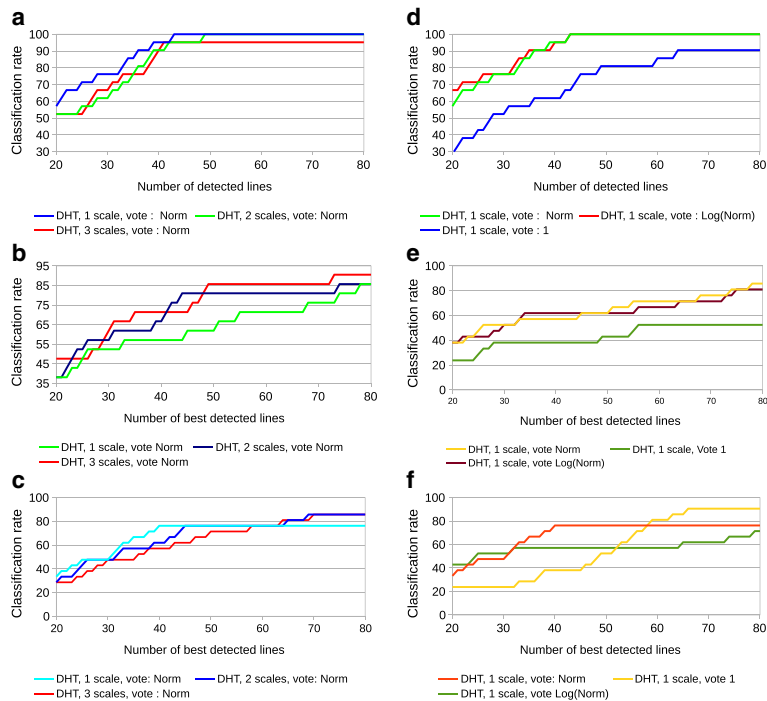 a
Classification rate
100
90
80
70
60
50
40
30
20 30 40 50 60 70 80
Number of detected lines
DHT, 1 scale, vote :  Norm DHT, 2 scales, vote: Norm
DHT, 3 scales, vote : Norm
d
Classification rate
100
90
80
70
60
50
40
30
20 30 40 50 60 70 80
Number of detected lines
DHT, 1 scale, vote :  Norm DHT, 1 scale, vote : Log(Norm)
DHT, 1 scale, vote : 1
b
Classification rate
95
85
75
65
55
45
35
20 30 40 50 60 70 80
Number of best detected lines
DHT, 1 scale, vote Norm DHT, 2 scales, vote Norm
DHT, 3 scales, vote Norm
e
Classification rate
100
80
60
40
20
0
20 30 40 50 60 70 80
Number of best detected lines
DHT, 1 scale, vote Norm DHT, 1 scale, Vote 1
DHT, 1 scale, vote Log(Norm)
c
Classification rate
100
80
60
40
20
0
20 30 40 50 60 70 80
Number of best detected lines
DHT, 1 scale, vote: Norm DHT, 2 scales, vote: Norm
DHT, 3 scales, vote : Norm
f
Classification rate
100
80
60
40
20
0
20 30 40 50 60 70 80
Number of best detected lines
DHT, 1 scale, vote: Norm DHT, 1 scale, vote 1
DHT, 1 scale, vote Log(Norm)